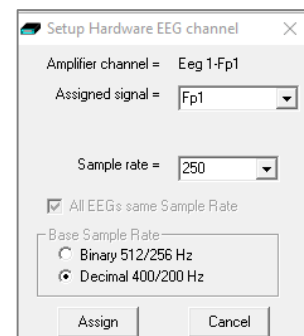 Setup Hardware EEG channel
Amplifier channel = Eeg 1-Fp1
Assigned signal = Fp1
Sample rate = 250
All EEGs same Sample Rate
Base Sample Rate
Binary 512/256 Hz
Decimal 400/200 Hz
Assign Cancel